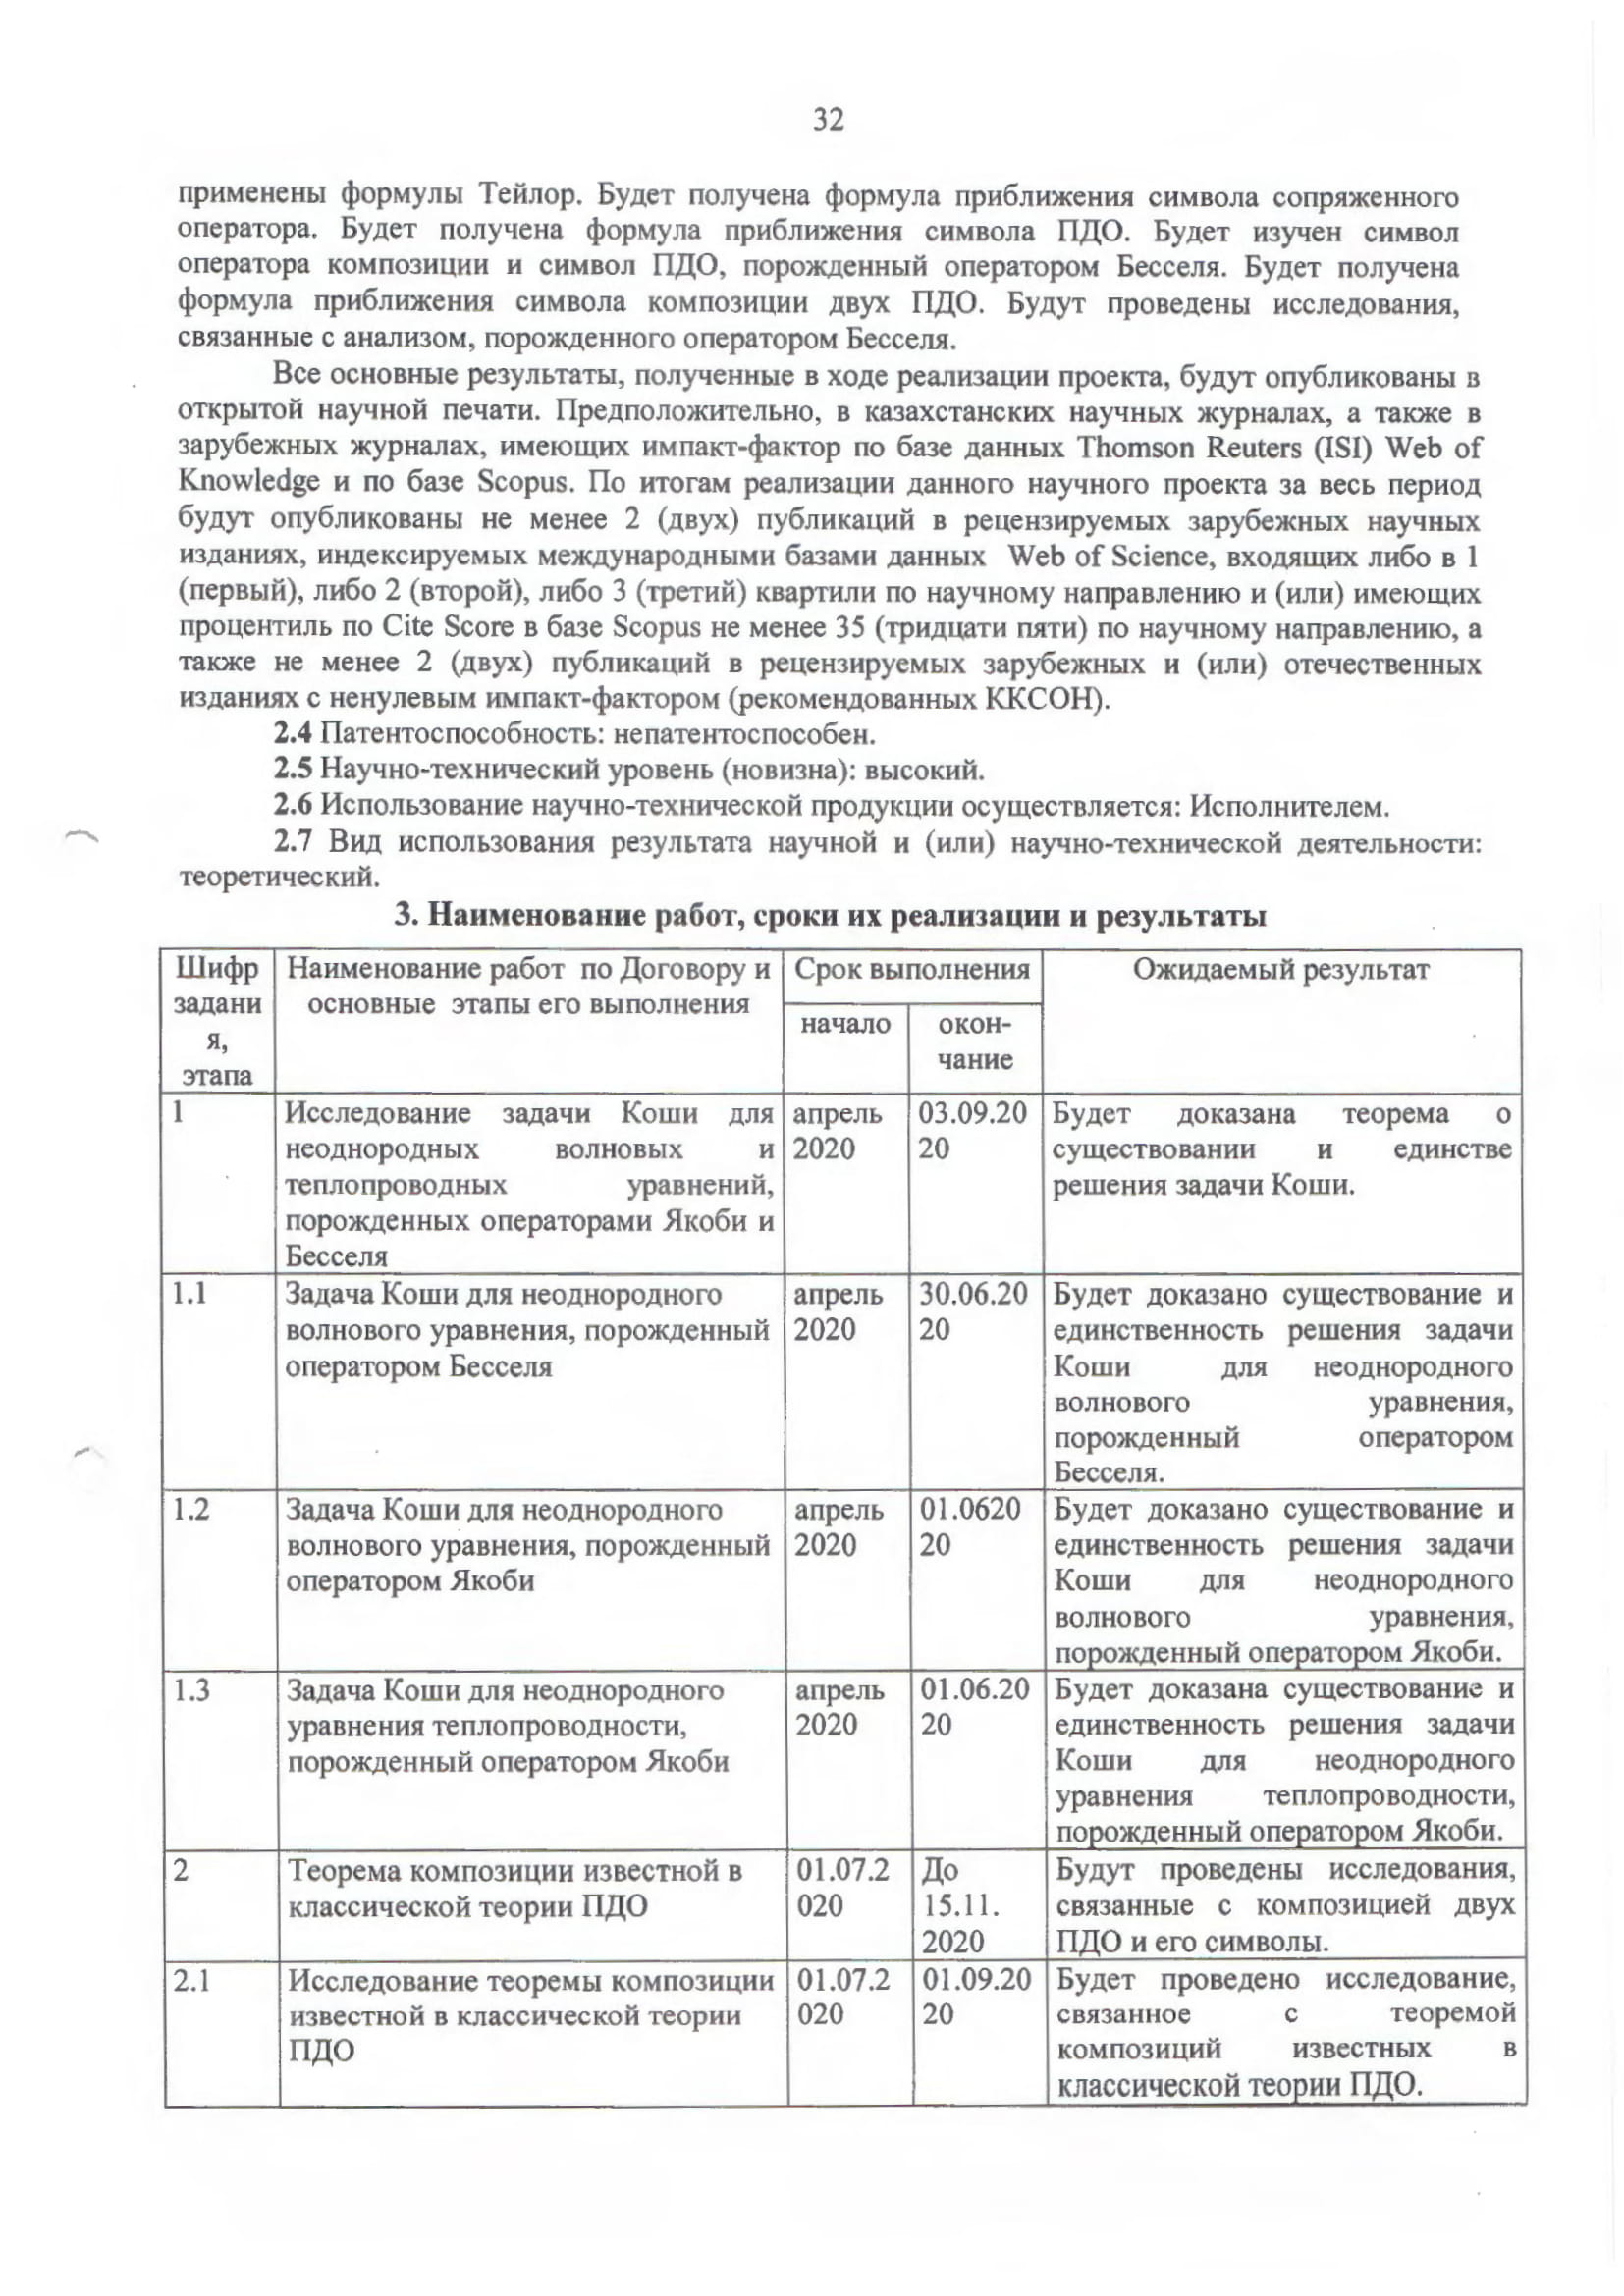 32
применены формулы Тейлор. Будет получена формула приближения символа сопряженного
оператора. Будет получена формула приближения символа ПДО. Будет изучен символ
оператора композиции и символ ПДО, порожденный оператором Бесселя. Будет получена
формула приближения символа композиции двух ПДО. Будут проведены исследования,
связанные с анализом, порожденного оператором Бесселя.
Все основные результаты, полученные в ходе реализации проекта, будут опубликованы в
открытой научной печати. Предположительно, в казахстанских научных журналах, а также в
зарубежных журналах, имеющих импакт-фактор по базе данных Thomson Reuters (ISI) Web of
Knowledge и по базе Scopus. По итогам реализации данного научного проекта за весь период
будут опубликованы не менее 2 (двух) публикаций в рецензируемых зарубежных научных
изданиях, индексируемых международными базами данных Web of Science, входящих либо в 1
(первый), либо 2 (второй), либо 3 (третий) квартили по научному направлению и (или) имеющих
процентиль по Cite Score в базе Scopus не менее 35 (тридцати пяти) по научному направлению, а
также не менее 2 (двух) публикаций в рецензируемых зарубежных и (или) отечественных
изданиях с ненулевым импакт-фактором (рекомендованных ККСОН).
2.4 Патентоспособность: непатентоспособен.
2.5 Научно-технический уровень (новизна): высокий.
2.6 Использование научно-технической продукции осуществляется: Исполнителем.
2.7 Вид использования результата научной и (или) научно-технической деятельности:
теоретический.
3. Наименование работ, сроки их реализации и результаты
Шифр
задани
я,
этапа
Наименование работ по Договору и
основные этапы его выполнения
Срок выполнения
начало
окон-
чание
Ожидаемый результат
1
Исследование задачи Коши для
неоднородных волновых и
теплопроводных уравнений,
порожденных операторами Якоби и
Бесселя
апрель
2020
03.09.20
20
Будет доказана теорема о
существовании и единстве
решения задачи Коши.
1.1
Задача Коши для неоднородного
волнового уравнения, порожденный
оператором Бесселя
апрель
2020
30.06.20
20
Будет доказано существование и
единственность решения задачи
Коши для неоднородного
волнового уравнения,
порожденный оператором
Бесселя.
1.2
Задача Коши для неоднородного
волнового уравнения, порожденный
оператором Якоби
апрель
2020
01.0620
20
Будет доказано существование и
единственность решения задачи
Коши для неоднородного
волнового уравнения,
порожденный оператором Якоби.
1.3
Задача Коши для неоднородного
уравнения теплопроводности,
порожденный оператором Якоби
апрель
2020
01.06.20
20
Будет доказана существование и
единственность решения задачи
Коши для неоднородного
уравнения теплопроводности,
порожденный оператором Якоби.
2
Теорема композиции известной в
классической теории ПДО
01.07.2
020
До
15.11.
2020
Будут проведены исследования,
связанные с композицией двух
ПДО и его символы.
2.1
Исследование теоремы композиции
известной в классической теории
ПДО
01.07.2
020
01.09.20
20
Будет проведено исследование,
связанное с теоремой
композиций известных в
классической теории ПДО.